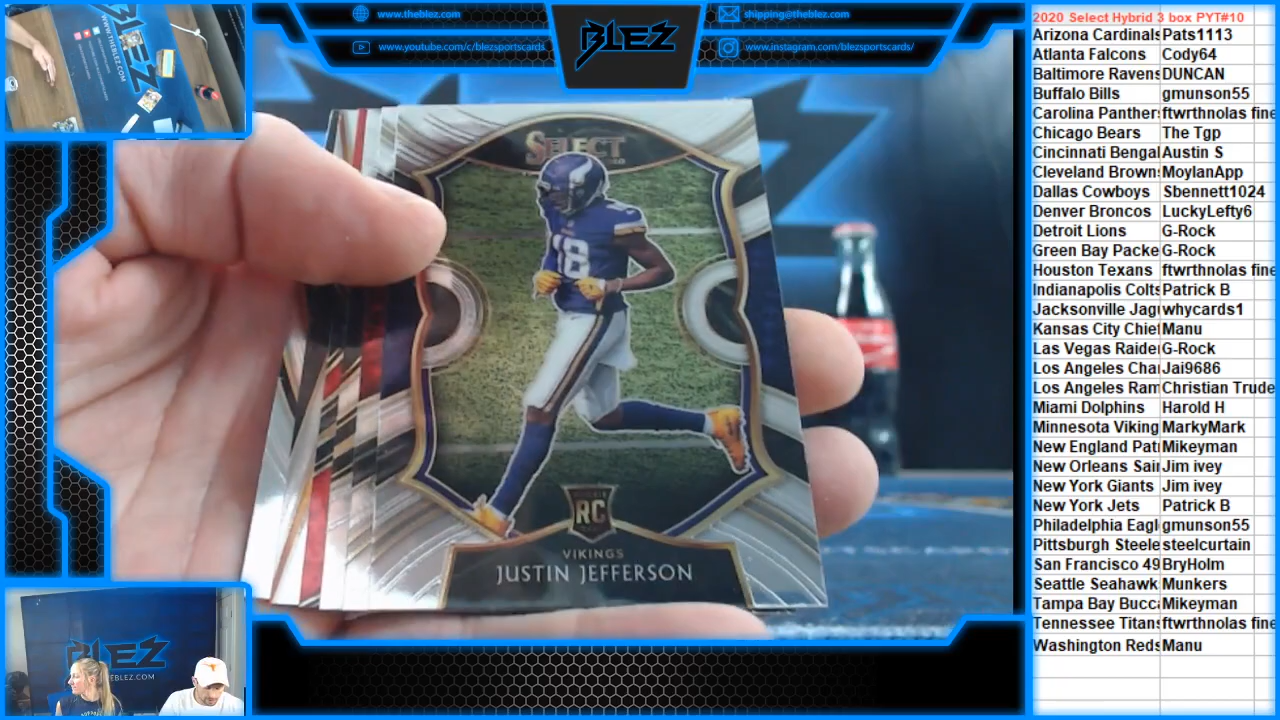 www.theblez.com
www.youtube.com/c/blezsportscards
BLEZ
shipping@theblez.com
www.instagram.com/blezsportscards/
SELECT
18
RC
VIKINGS
JUSTIN JEFFERSON
BLEZ
2020 Select Hybrid 3 box PYT#10
Arizona Cardinals Pats1113
Atlanta Falcons Cody64
Baltimore Ravens DUNCAN
Buffalo Bills gmunson55
Carolina Panther ftwrthnolas fine
Chicago Bears The Tgp
Cincinnati Bengal Austin S
Cleveland Browns MoylanApp
Dallas Cowboys Sbennett1024
Denver Broncos LuckyLefty6
Detroit Lions G-Rock
Green Bay Packe G-Rock
Houston Texans ftwrthnolas fine
Indianapolis Colts Patrick B
Jacksonville Jagu whycards1
Kansas City Chief Manu
Las Vegas Raider G-Rock
Los Angeles Cha Jai9686
Los Angeles Ram Christian Trude
Miami Dolphins Harold H
Minnesota Viking MarkyMark
New England Pat Mikeyman
New Orleans Sai Jim ivey
New York Giants Jim ivey
New York Jets Patrick B
Philadelphia Eagl gmunson55
Pittsburgh Steele steelcurtain
San Francisco 49 BryHolm
Seattle Seahawk Munkers
Tampa Bay Bucca Mikeyman
Tennessee Titans ftwrthnolas fine
Washington Reds Manu